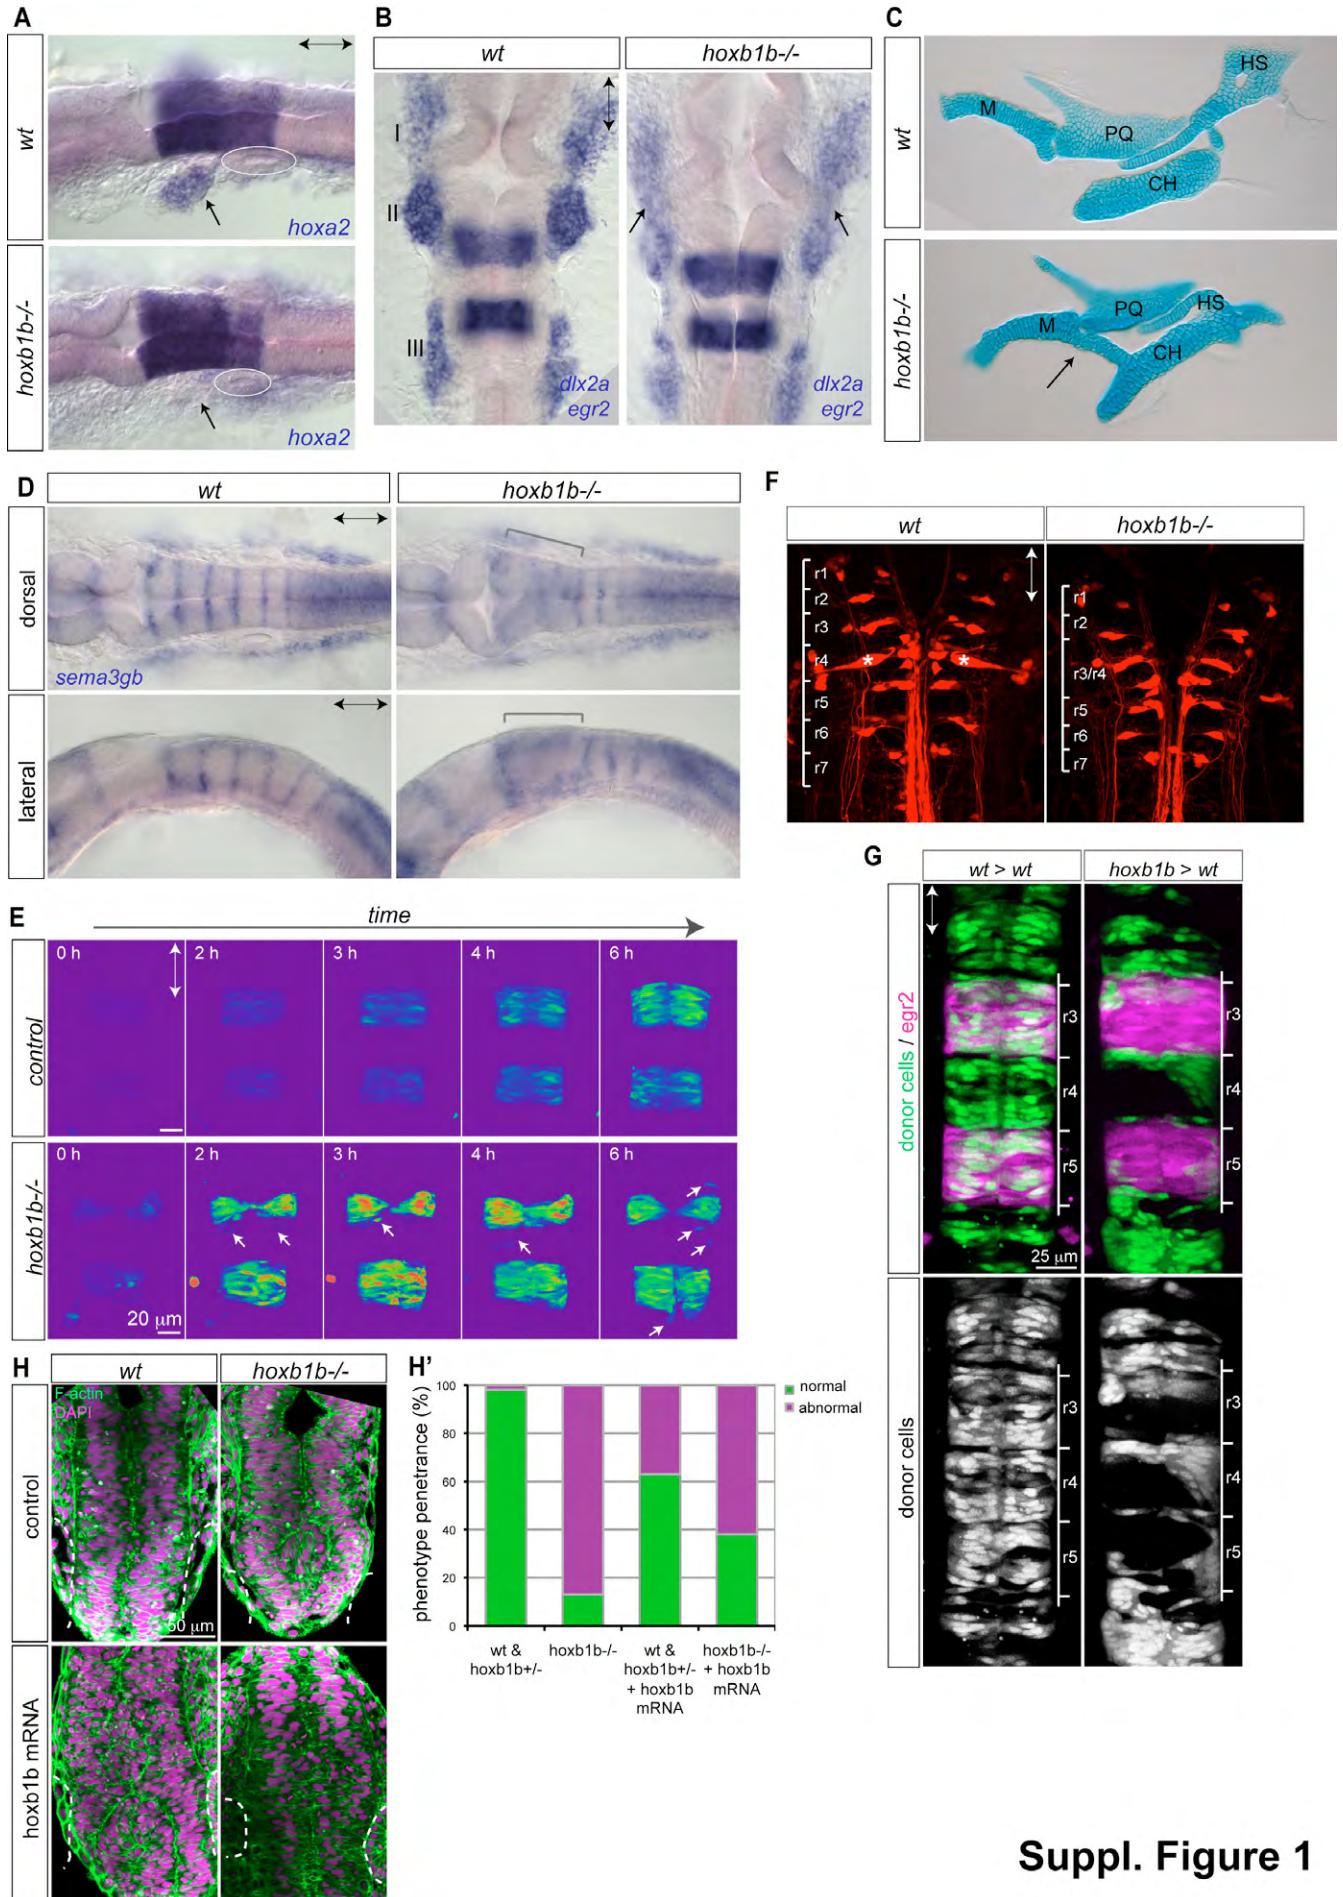 A
wt
hoxa2
hoxb1b-/-
hoxa2
B
wt
hoxb1b-/-
I
II
III
dlx2a
egr2
dlx2a
egr2
C
wt
M
PQ
HS
CH
hoxb1b-/-
M
PQ
HS
CH
D
wt
hoxb1b-/-
dorsal
sema3gb
lateral
E
time
control
0 h
2 h
3 h
4 h
6 h
hoxb1b-/-
0 h
2 h
3 h
4 h
6 h
20 μm
F
wt
hoxb1b-/-
r1
r2
r3
r4
*
*
r5
r6
r7
r1
r2
r3/r4
r5
r6
r7
G
wt > wt
hoxb1b > wt
donor cells / egr2
r3
r4
r5
r3
r4
r5
25 μm
donor cells
r3
r4
r5
r3
r4
r5
H
wt
hoxb1b-/-
control
F-actin
DAPI
50 μm
hoxb1b mRNA
H'
phenotype penetrance (%)
100
80
60
40
20
0
normal
abnormal
wt &
hoxb1b+/-
hoxb1b-/-
wt &
hoxb1b+/-
+ hoxb1b
mRNA
hoxb1b-/-
+ hoxb1b
mRNA
Suppl. Figure 1